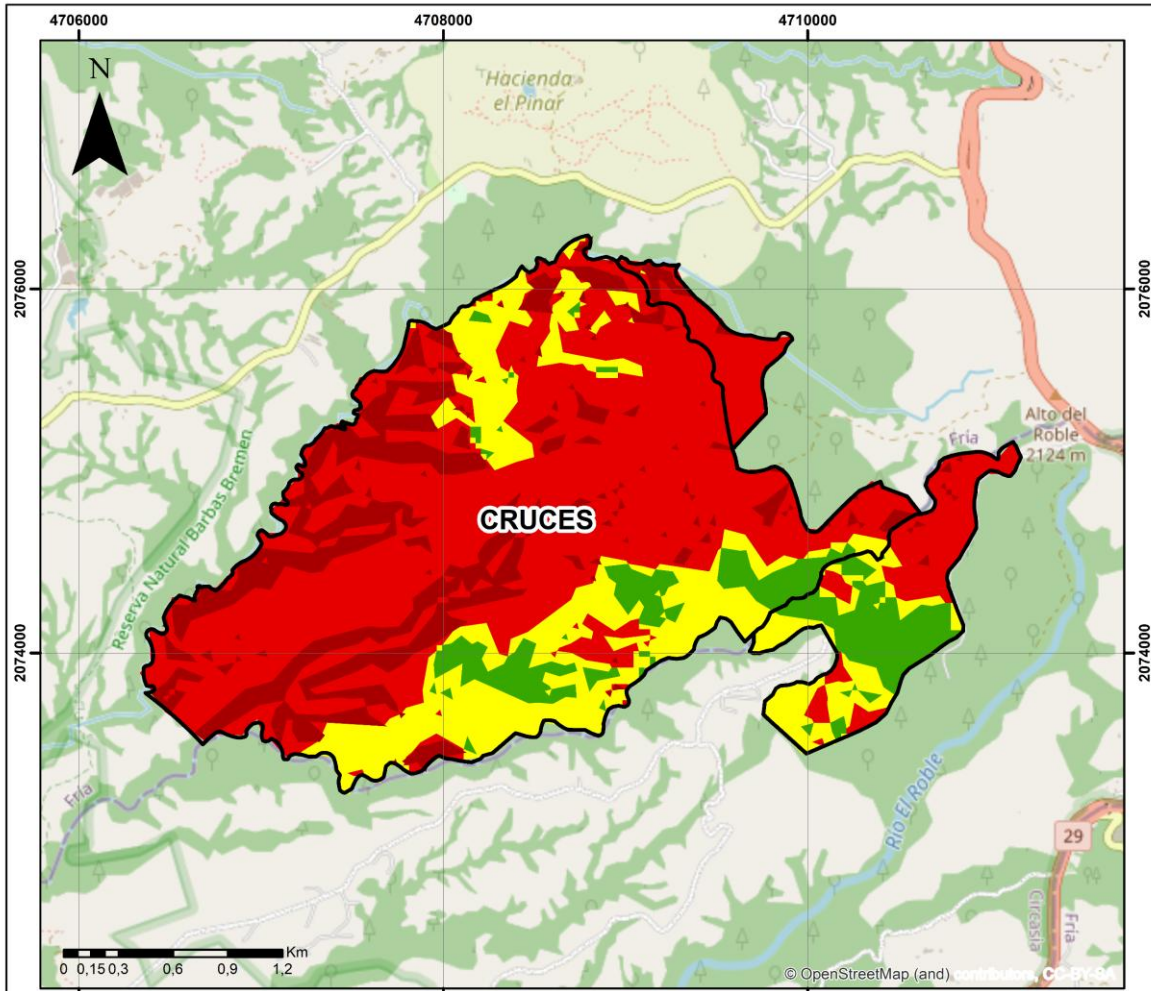 4706000
4708000
4710000
N
Hacienda
el Pinar
2076000
2076000
Reserva Natural Barbas Bremen
Alto del
Roble
2124 m
Fría
CRUCES
2074000
2074000
Fría
Río El Roble
29
Circasia
Fría
Km
0 0,15 0,3 0,6 0,9 1,2
© OpenStreetMap (and) contributors, CC-BY-SA